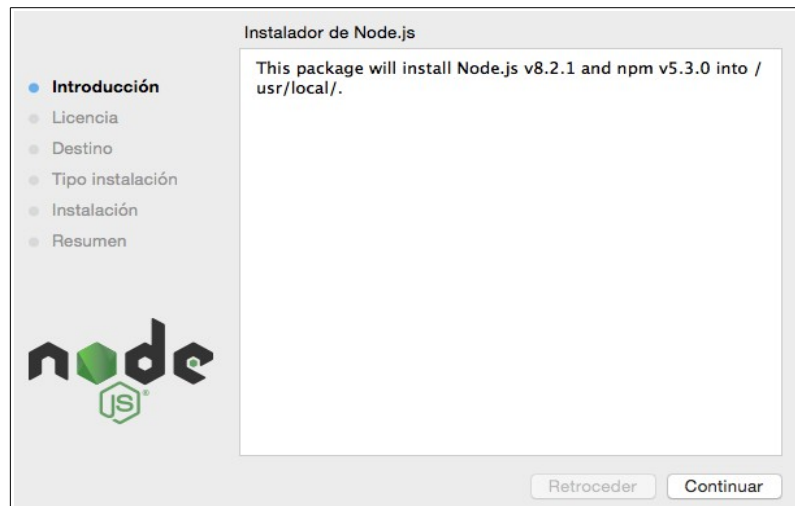 Instalador de Node.js
This package will install Node.js v8.2.1 and npm v5.3.0 into /
usr/local/.
Introducción
Licencia
Destino
Tipo instalación
Instalación
Resumen
node
JS®
Retroceder
Continuar